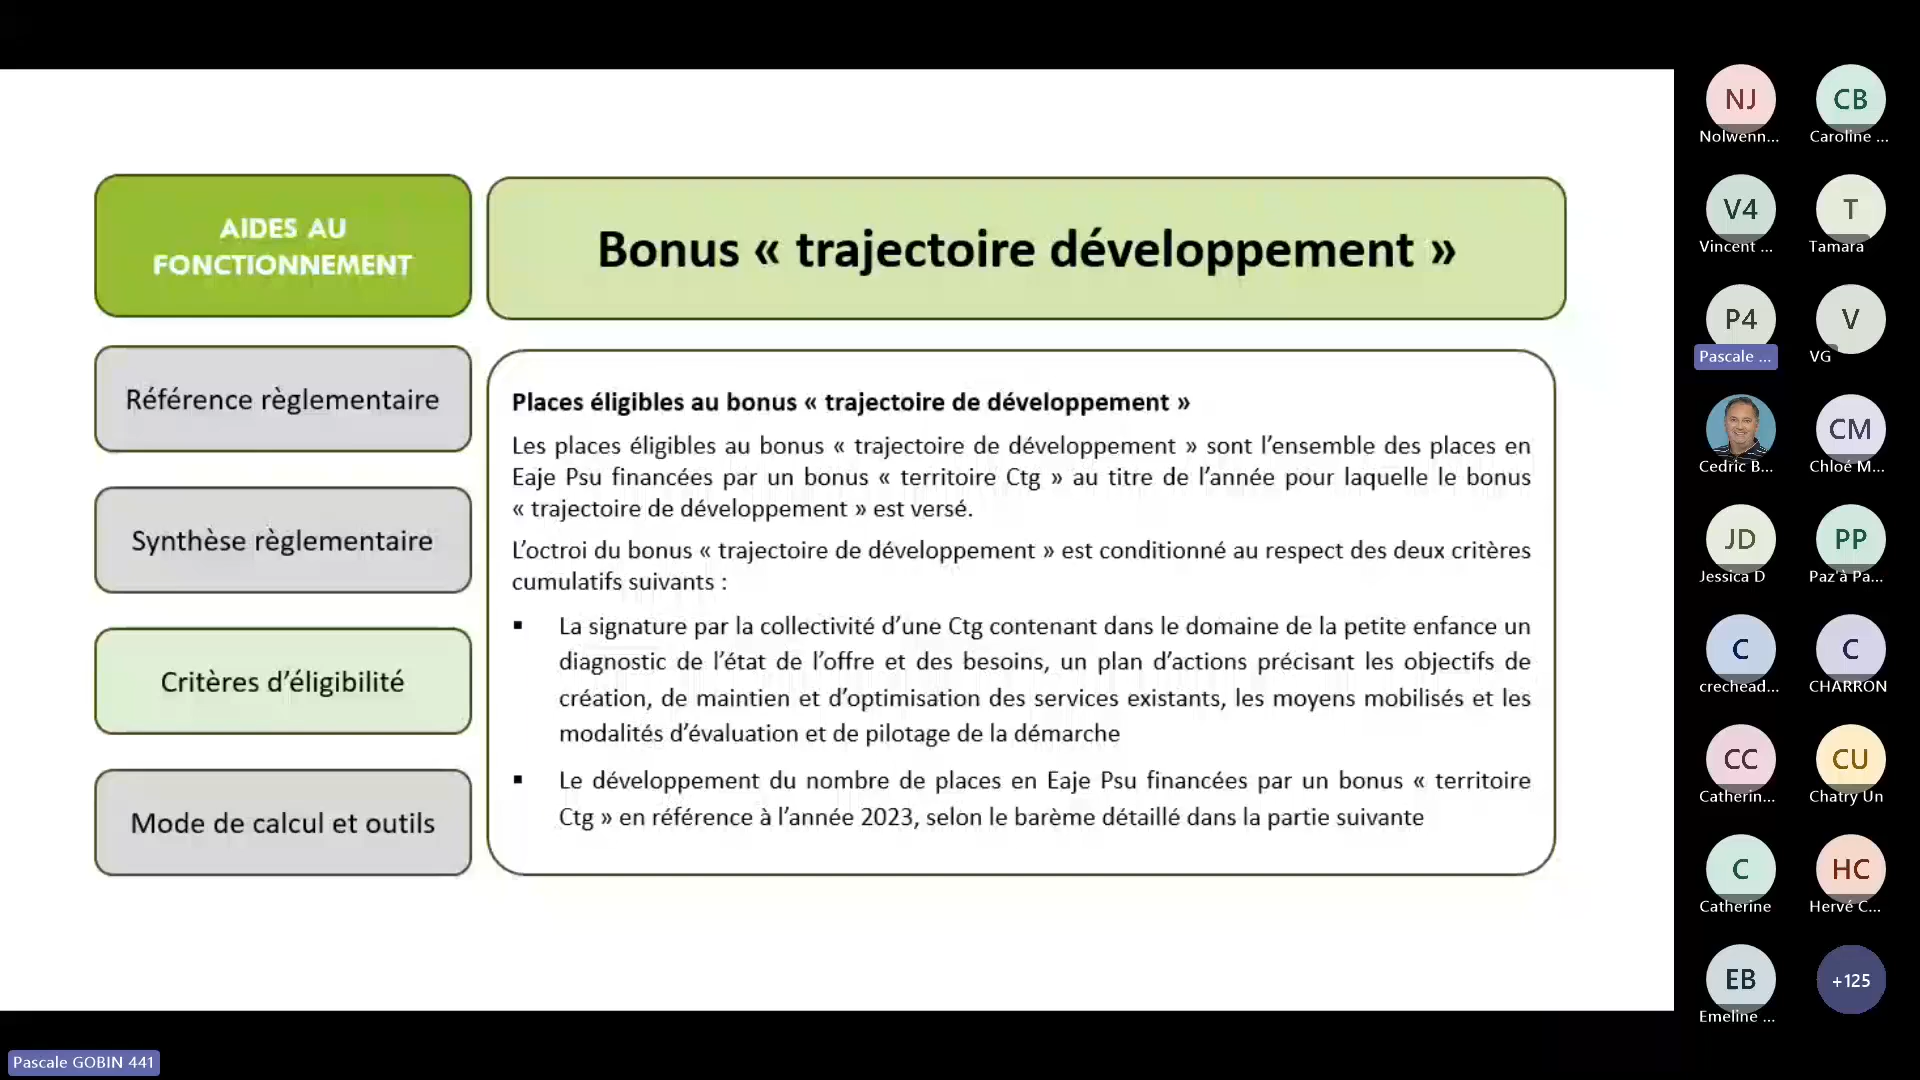 AIDES AU
FONCTIONNEMENT
Bonus « trajectoire développement »
Référence règlementaire
Synthèse règlementaire
Critères d’éligibilité
Mode de calcul et outils
Places éligibles au bonus « trajectoire de développement »
Les places éligibles au bonus « trajectoire de développement » sont l’ensemble des places en
Eaje Psu financées par un bonus « territoire Ctg » au titre de l’année pour laquelle le bonus
« trajectoire de développement » est versé.
L’octroi du bonus « trajectoire de développement » est conditionné au respect des deux critères
cumulatifs suivants :
▪ La signature par la collectivité d’une Ctg contenant dans le domaine de la petite enfance un
diagnostic de l’état de l’offre et des besoins, un plan d’actions précisant les objectifs de
création, de maintien et d’optimisation des services existants, les moyens mobilisés et les
modalités d’évaluation et de pilotage de la démarche
▪ Le développement du nombre de places en Eaje Psu financées par un bonus « territoire
Ctg » en référence à l’année 2023, selon le barème détaillé dans la partie suivante
NJ
Nolwenn...
CB
Caroline ...
V4
Vincent ...
T
Tamara
P4
Pascale ...
V
VG
Cedric B...
CM
Chloé M...
JD
Jessica D
PP
Paz'à Pa...
C
crechead...
C
CHARRON
CC
Catherin...
CU
Chatry Un
C
Catherine
HC
Hervé C...
EB
Emeline ...
+125
Pascale GOBIN 441